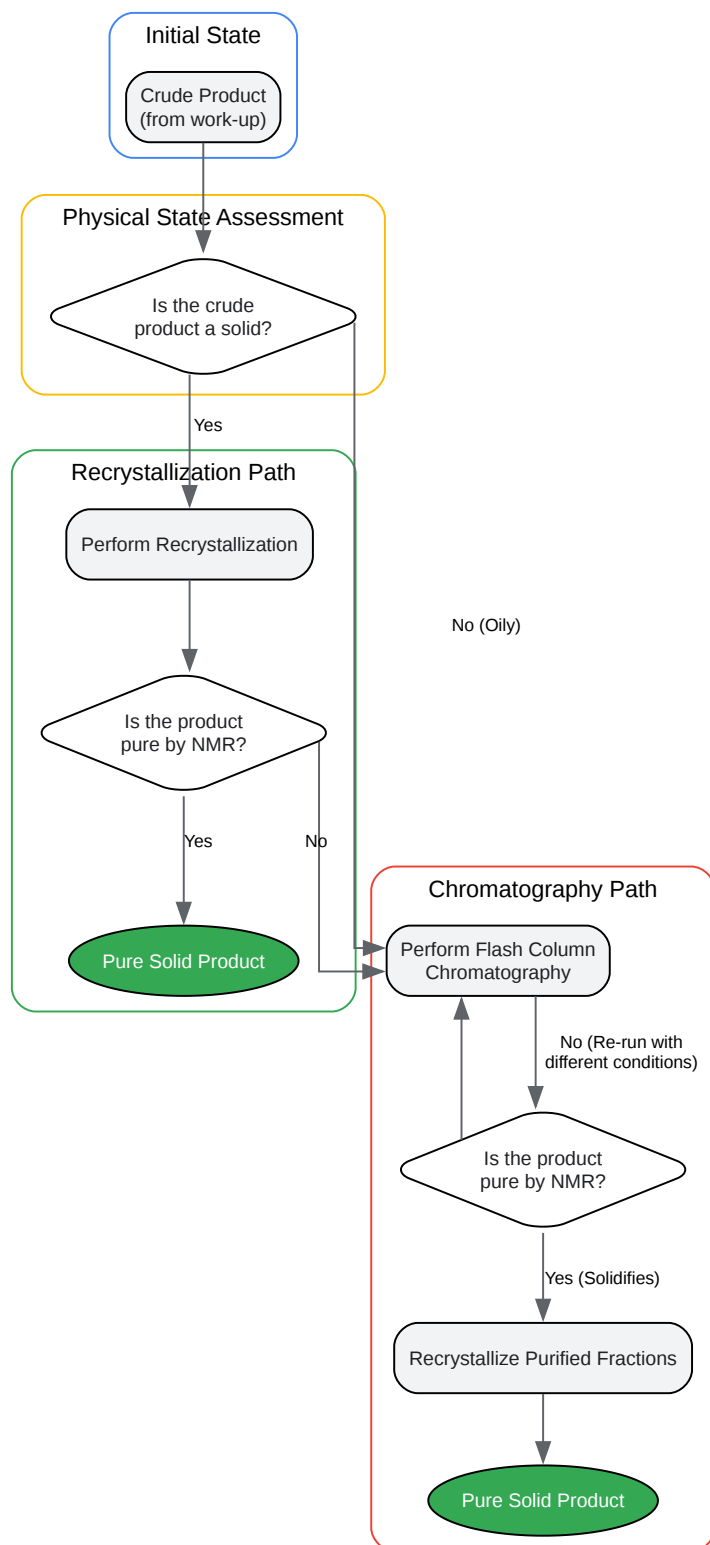 Initial State
Crude Product
(from work-up)
Physical State Assessment
Is the crude
product a solid?
Yes
Recrystallization Path
Perform Recrystallization
No (Oily)
Is the product
pure by NMR?
Yes
No
Pure Solid Product
Chromatography Path
Perform Flash Column
Chromatography
No (Re-run with
different conditions)
Is the product
pure by NMR?
Yes (Solidifies)
Recrystallize Purified Fractions
Pure Solid Product